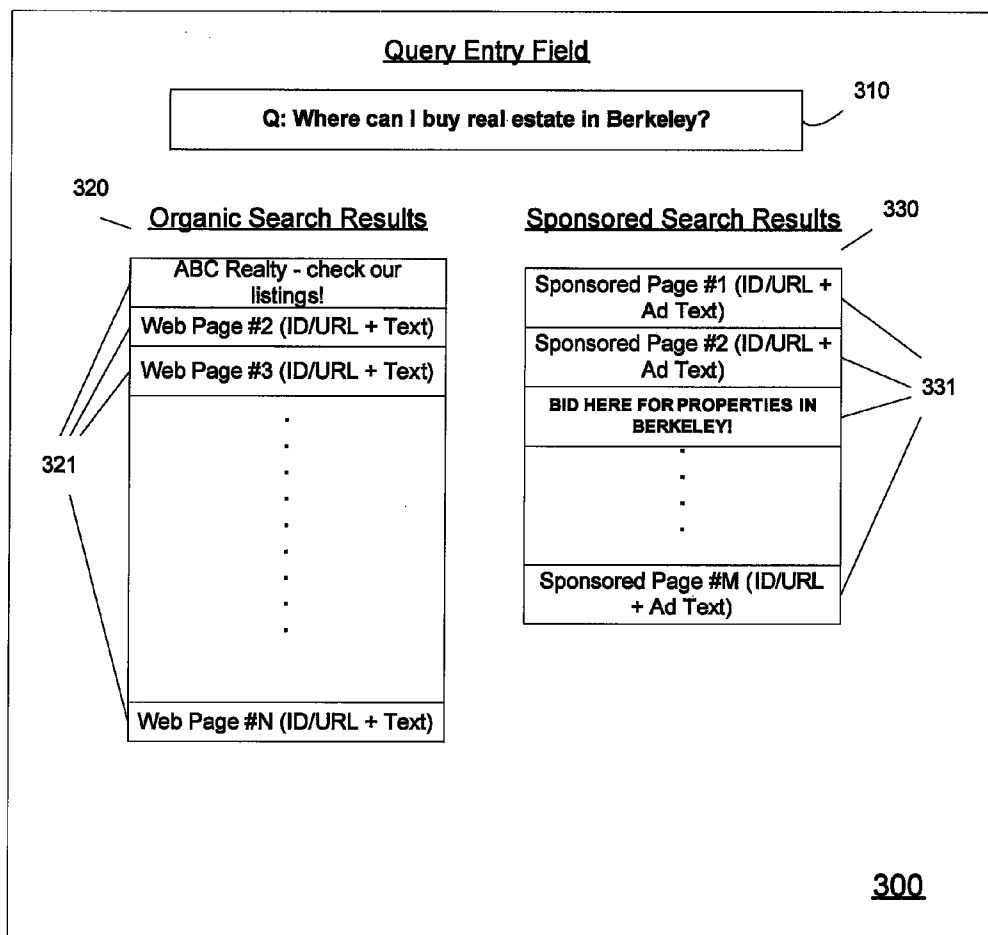 Query Entry Field
310
Q: Where can I buy real estate in Berkeley?
320
Organic Search Results
ABC Realty - check our
listings!
Web Page #2 (ID/URL + Text)
Web Page #3 (ID/URL + Text)
321
Web Page #N (ID/URL + Text)
330
Sponsored Search Results
Sponsored Page #1 (ID/URL +
Ad Text)
Sponsored Page #2 (ID/URL +
Ad Text)
BID HERE FOR PROPERTIES IN
BERKELEY!
331
Sponsored Page #M (ID/URL
+ Ad Text)
300